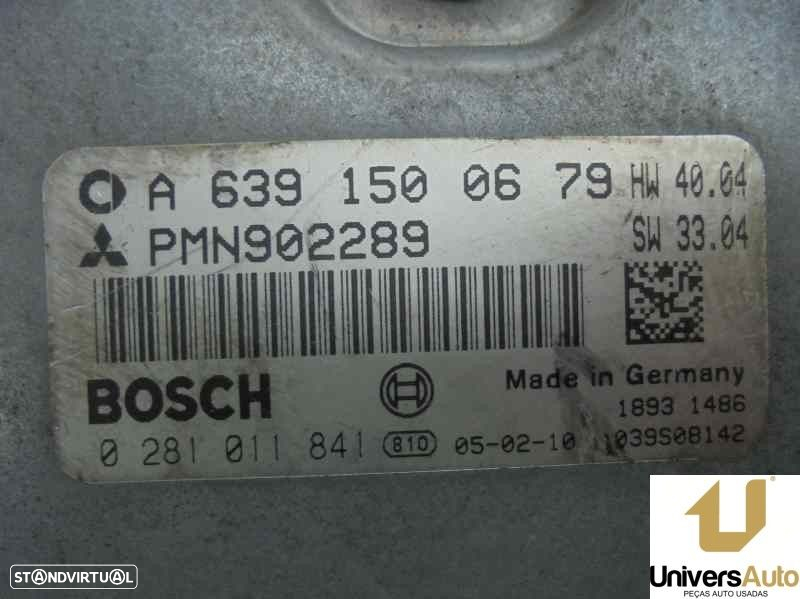 A 639 150 06 79 HW 40.04
PMN902289 SW 33.04
BOSCH
Made in Germany
1893 1486
0 281 011 841 810 05-02-10 1039S08142
STANDVIRTUAL
UniversAuto
PEÇAS AUTO USADAS